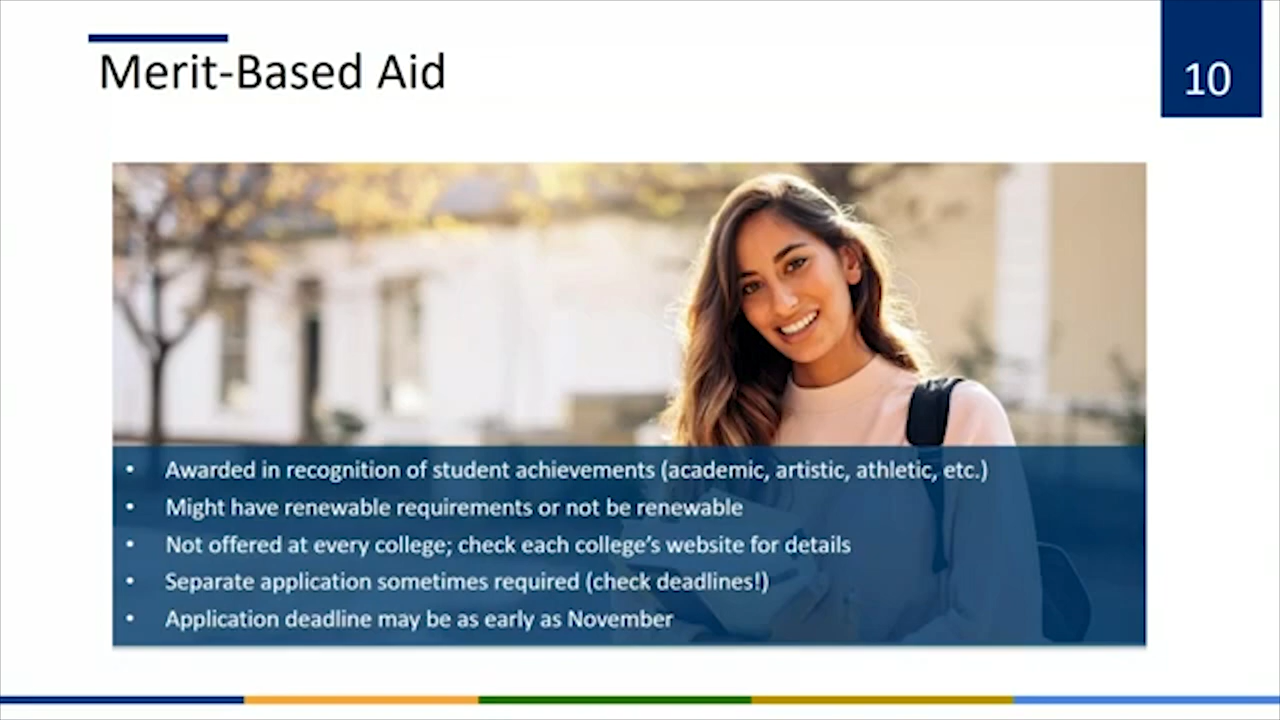 Merit-Based Aid
10
• Awarded in recognition of student achievements (academic, artistic, athletic, etc.)
• Might have renewable requirements or not be renewable
• Not offered at every college; check each college’s website for details
• Separate application sometimes required (check deadlines!)
• Application deadline may be as early as November